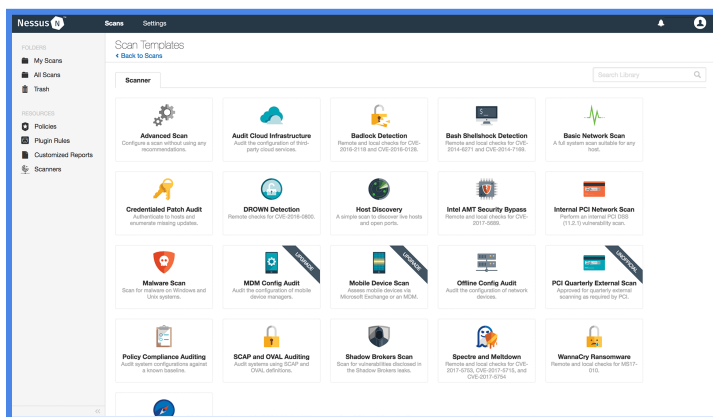 Nessus N
Scans
Settings
FOLDERS
My Scans
All Scans
Trash
RESOURCES
Policies
Plugin Rules
Customized Reports
Scanners
Scan Templates
Back to Scans
Scanner
Search Library
Advanced Scan
Configure a scan without using any
recommendations.
Audit Cloud Infrastructure
Audit the configuration of third-
party cloud services.
Badlock Detection
Remote and local checks for CVE-
2016-2118 and CVE-2016-0128.
Bash Shellshock Detection
Remote and local checks for CVE-
2014-6271 and CVE-2014-7169.
Basic Network Scan
A full system scan suitable for any
host.
Credentialed Patch Audit
Authenticate to hosts and
enumerate missing updates.
DROWN Detection
Remote checks for CVE-2016-0800.
Host Discovery
A simple scan to discover live hosts
and open ports.
Intel AMT Security Bypass
Remote and local checks for CVE-
2017-5689.
Internal PCI Network Scan
Perform an internal PCI DSS
(11.2.1) vulnerability scan.
Malware Scan
Scan for malware on Windows and
Unix systems.
UPGRADE
MDM Config Audit
Audit the configuration of mobile
device managers.
UPGRADE
Mobile Device Scan
Assess mobile devices via
Microsoft Exchange or an MDM.
Offline Config Audit
Audit the configuration of network
devices.
UNOFFICIAL
PCI Quarterly External Scan
Approved for quarterly external
scanning as required by PCI.
Policy Compliance Auditing
Audit system configurations against
a known baseline.
SCAP and OVAL Auditing
Audit systems using SCAP and
OVAL definitions.
Shadow Brokers Scan
Scan for vulnerabilities disclosed in
the Shadow Brokers leaks.
Spectre and Meltdown
Remote and local checks for CVE-
2017-5753, CVE-2017-5715, and
CVE-2017-5754
WannaCry Ransomware
Remote and local checks for MS17-
010.